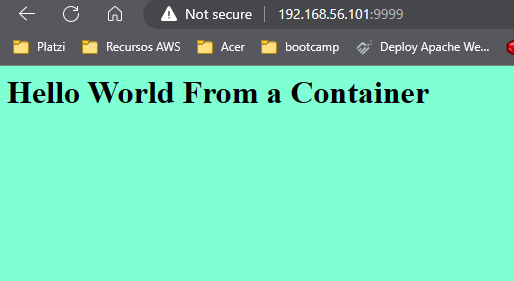 Not secure 192.168.56.101:9999
Platzi Recursos AWS Acer bootcamp Deploy Apache We...
Hello World From a Container